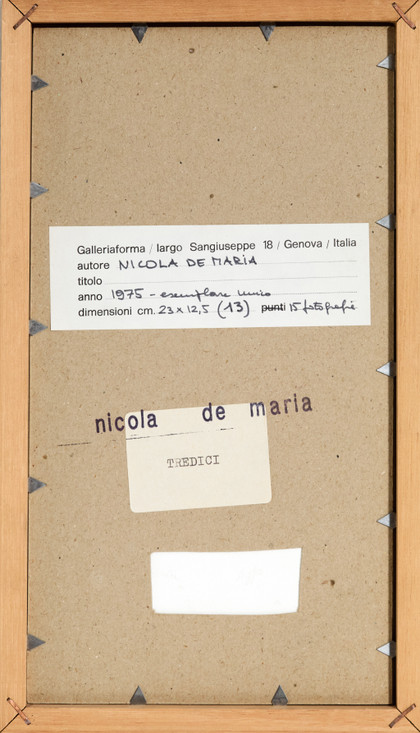 Galleriaforma / largo Sangiuseppe 18 / Genova / Italia
autore NICOLA DE MARIA
titolo
anno 1975 - esemplare unico
dimensioni cm. 23 x 12,5 (13) punti 15 fotografie
nicola de maria
TREDICI